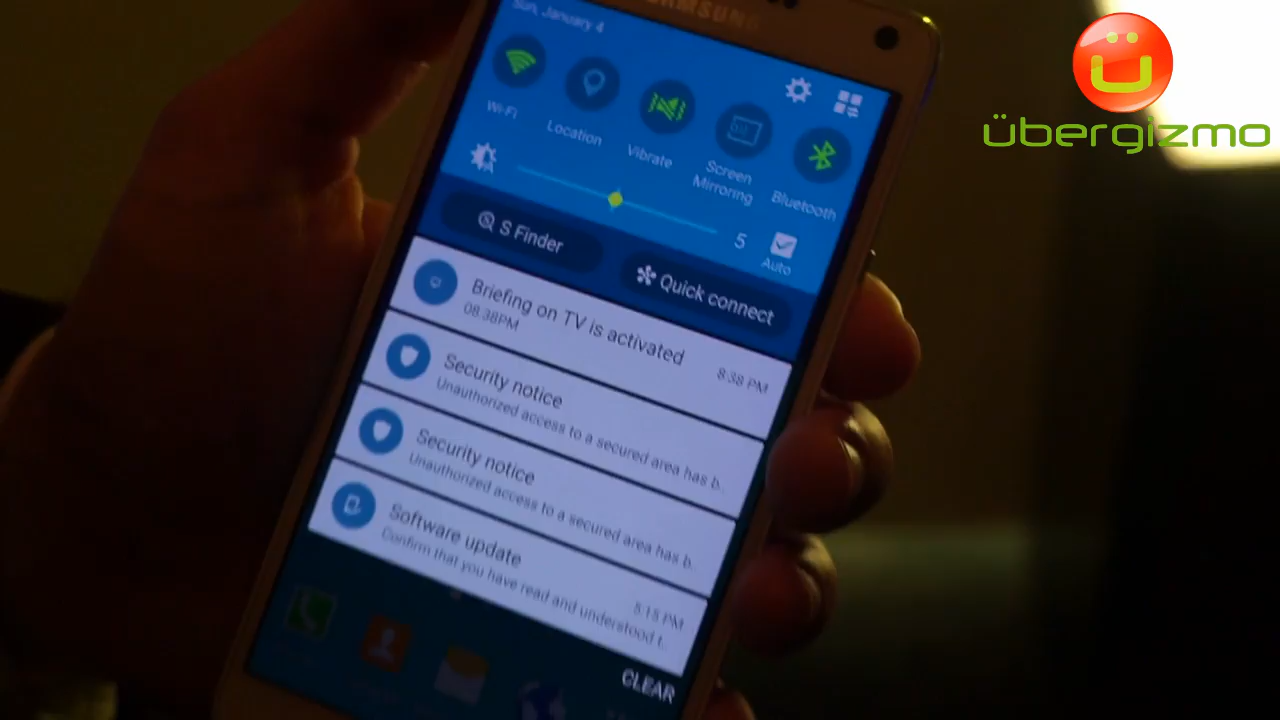 SAMSUNG
Sun, January 4
Wi-Fi
Location
Vibrate
Screen
Mirroring
Bluetooth
5
Auto
S Finder
Quick connect
Briefing on TV is activated
08.38PM
8:38 PM
Security notice
Unauthorized access to a secured area has b..
Security notice
Unauthorized access to a secured area has b..
Software update
Confirm that you have read and understood t..
5:15 PM
CLEAR
übergizmo